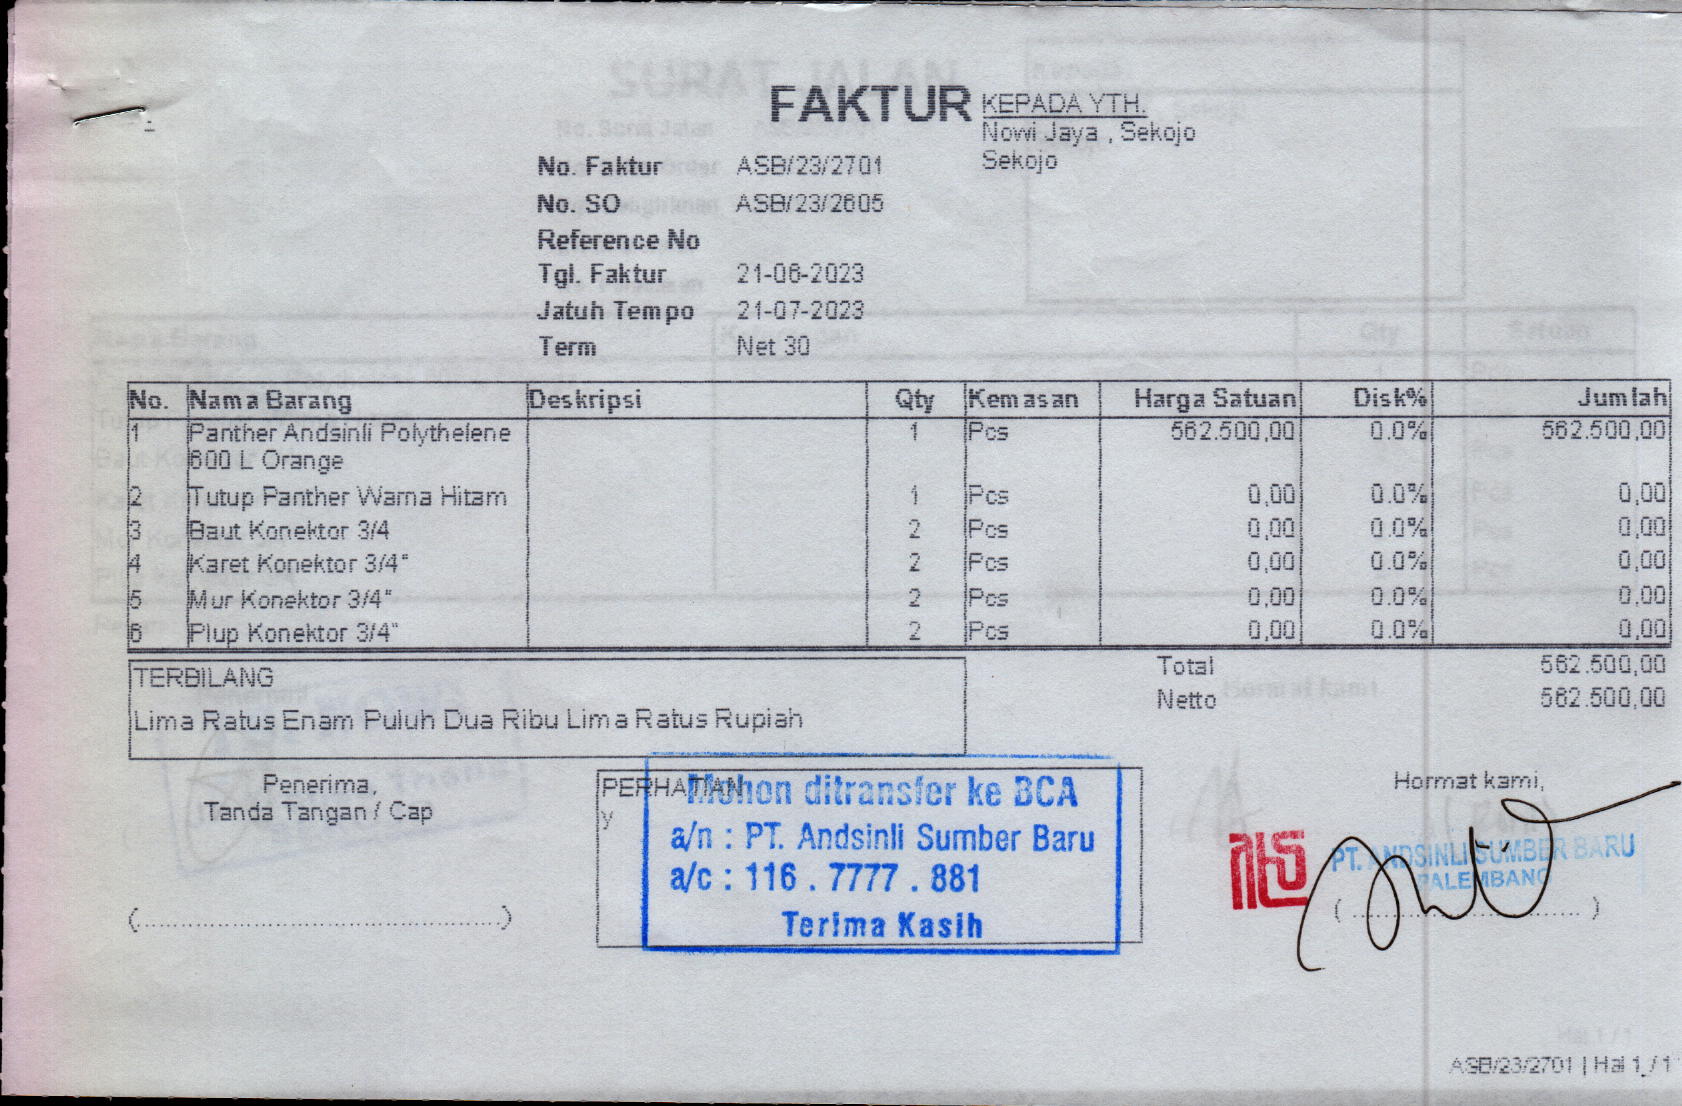 FAKTUR
KEPADA YTH.
Nowi Jaya , Sekojo
Sekojo
No. Faktur ASB/23/2701
No. SO ASB/23/2605
Reference No
Tgl. Faktur 21-06-2023
Jatuh Tempo 21-07-2023
Term Net 30
No. Nama Barang Deskripsi Qty Kemasan Harga Satuan Disk% Jumlah
1 Panther Andsinli Polythelene 1 Pcs 562.500,00 0.0% 562.500,00
600 L Orange
2 Tutup Panther Warna Hitam 1 Pcs 0,00 0.0% 0,00
3 Baut Konektor 3/4 2 Pcs 0,00 0.0% 0,00
4 Karet Konektor 3/4" 2 Pcs 0,00 0.0% 0,00
5 Mur Konektor 3/4" 2 Pcs 0,00 0.0% 0,00
6 Plup Konektor 3/4" 2 Pcs 0,00 0.0% 0,00
TERBILANG
Lima Ratus Enam Puluh Dua Ribu Lima Ratus Rupiah
Total 562.500,00
Netto 562.500,00
Penerima,
Tanda Tangan / Cap
(....................................................)
PERHATIAN
y
Mohon ditransfer ke BCA
a/n : PT. Andsinli Sumber Baru
a/c : 116 . 7777 . 881
Terima Kasih
Hormat kami,
PT. ANDSINLI SUMBER BARU
PALEMBANG
( ................................ )
ASB/23/2701 | Hal 1 / 1